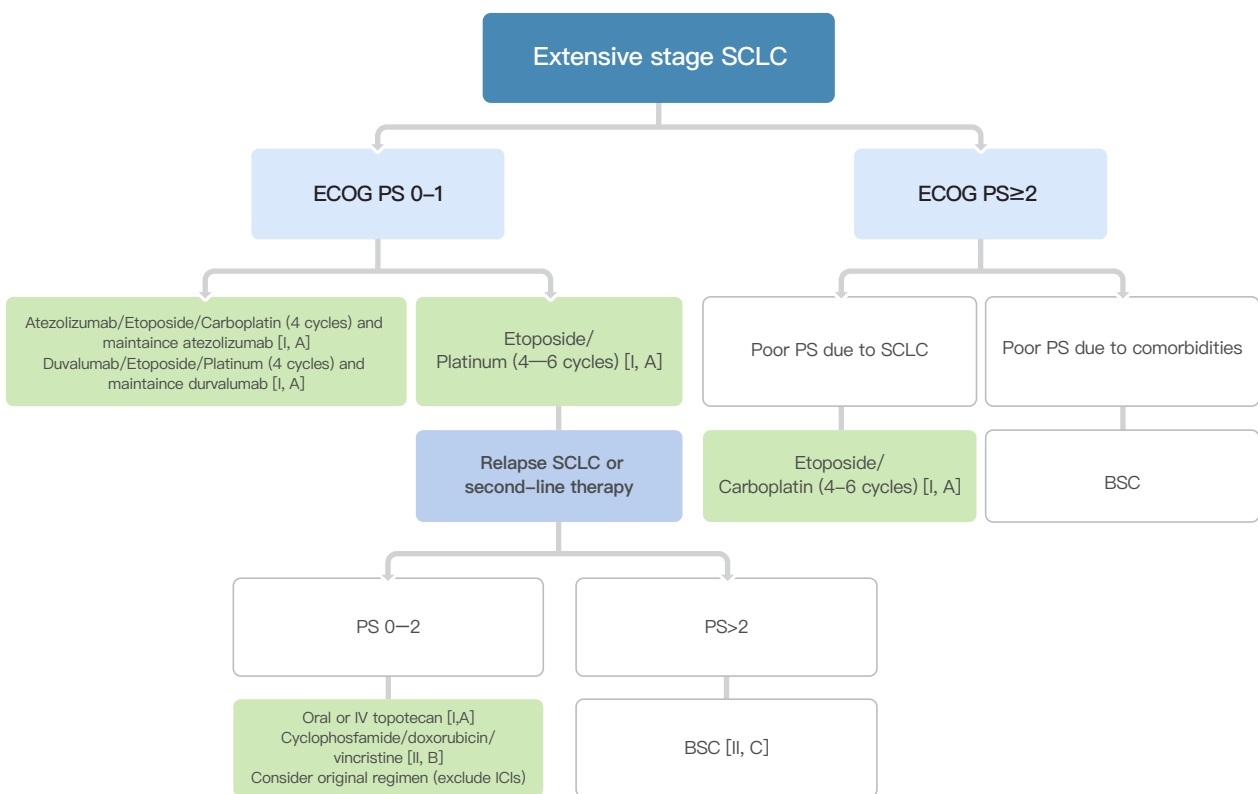 Extensive stage SCLC
ECOG PS 0–1
ECOG PS≥2
Atezolizumab/Etoposide/Carboplatin (4 cycles) and
maintaince atezolizumab [I, A]
Duvalumab/Etoposide/Platinum (4 cycles) and
maintaince durvalumab [I, A]
Etoposide/
Platinum (4—6 cycles) [I, A]
Poor PS due to SCLC
Poor PS due to comorbidities
Relapse SCLC or
second–line therapy
Etoposide/
Carboplatin (4–6 cycles) [I, A]
BSC
PS 0—2
PS>2
Oral or IV topotecan [I,A]
Cyclophosfamide/doxorubicin/
vincristine [II, B]
Consider original regimen (exclude ICIs)
BSC [II, C]